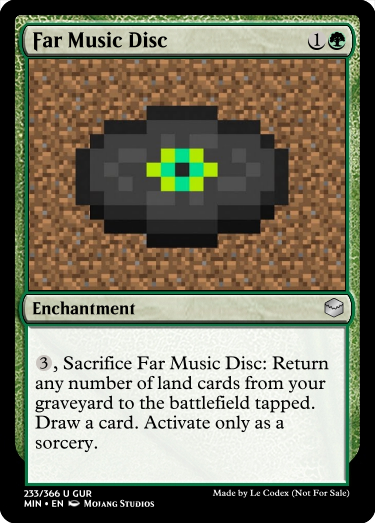 Far Music Disc 1
Enchantment
3, Sacrifice Far Music Disc: Return
any number of land cards from your
graveyard to the battlefield tapped.
Draw a card. Activate only as a
sorcery.
233/366 U GUR
Made by Le Codex (Not For Sale)
MIN • EN Mojang Studios